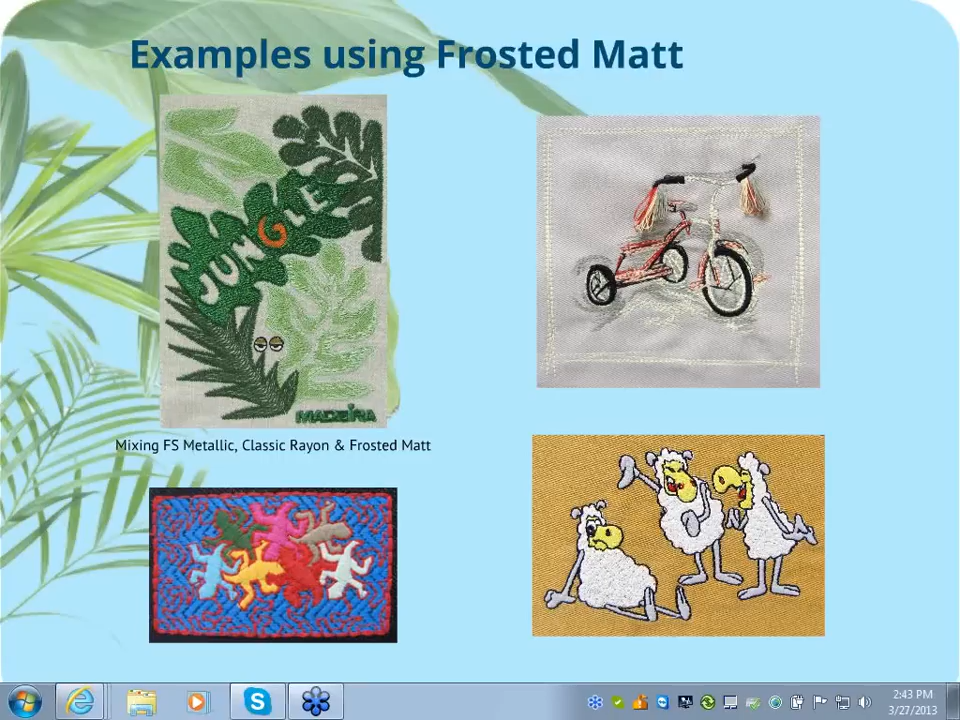 Examples using Frosted Matt
JUNGLE
MADEIRA
Mixing FS Metallic, Classic Rayon & Frosted Matt
2:43 PM
3/27/2013